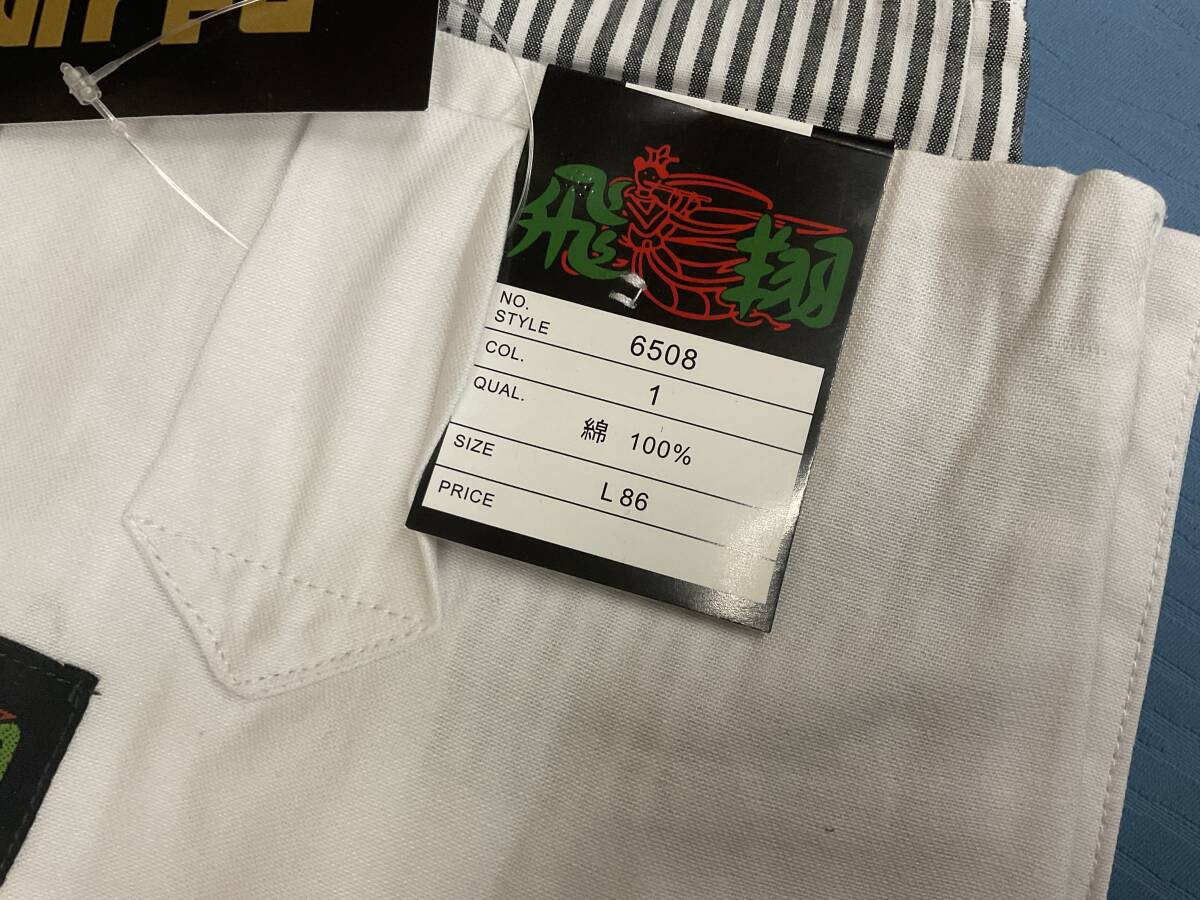 飛翔
NO.
STYLE 6508
COL. 1
QUAL. 綿 100%
SIZE L 86
PRICE